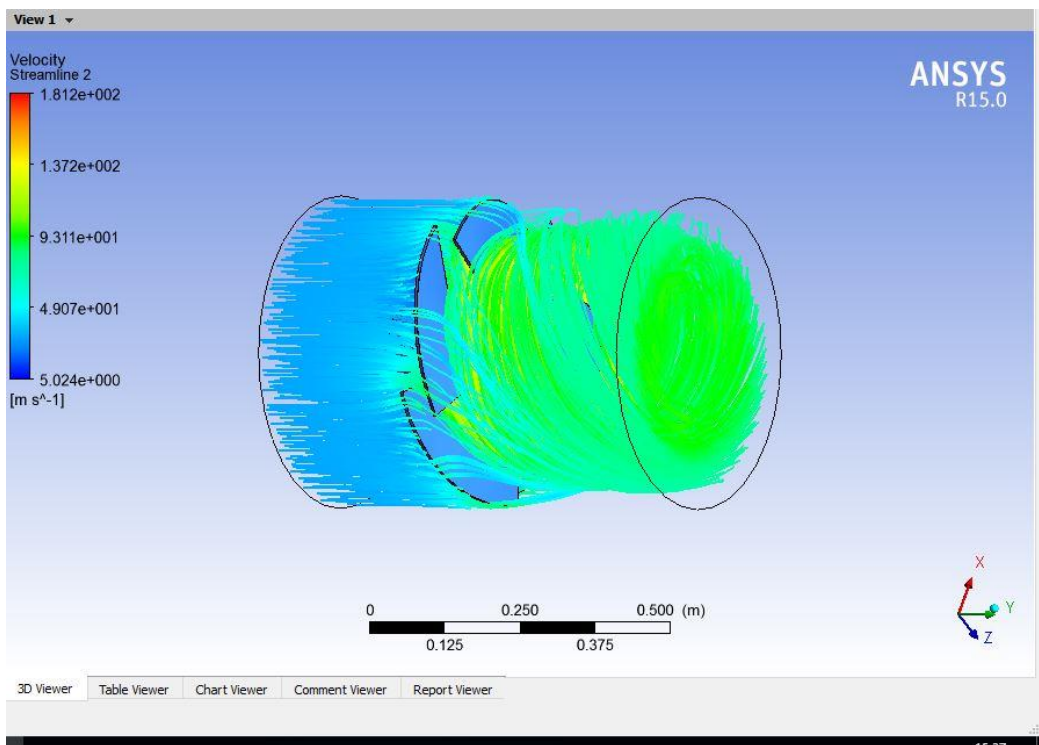 View 1
Velocity
Streamline 2
1.812e+002
1.372e+002
9.311e+001
4.907e+001
5.024e+000
[m s^-1]
ANSYS
R15.0
X
Y
Z
0 0.250 0.500 (m)
0.125 0.375
3D Viewer Table Viewer Chart Viewer Comment Viewer Report Viewer